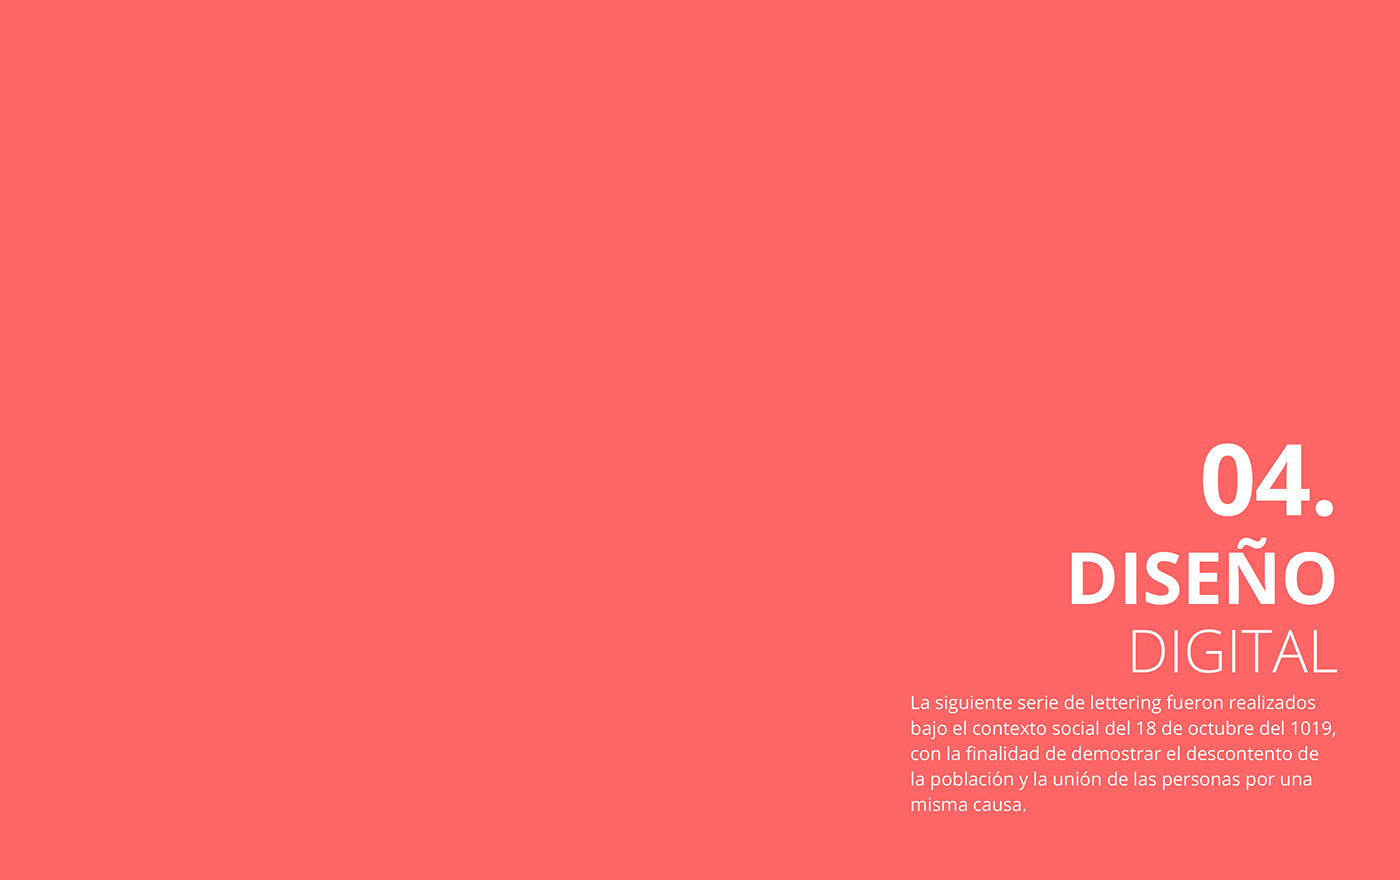 04.
DISEÑO
DIGITAL
La siguiente serie de lettering fueron realizados
bajo el contexto social del 18 de octubre del 1019,
con la finalidad de demostrar el descontento de
la población y la unión de las personas por una
misma causa.